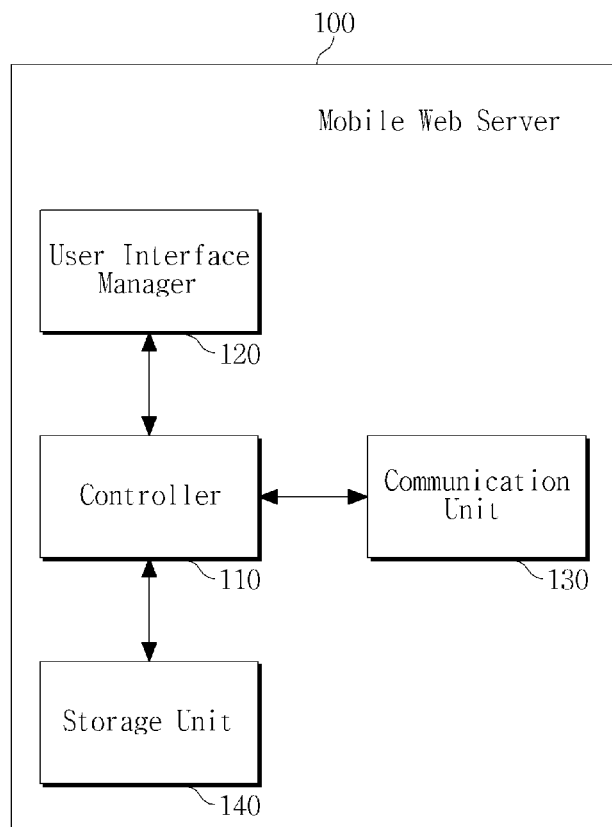 100
Mobile Web Server
User Interface
Manager
120
Controller
110
Communication
Unit
130
Storage Unit
140